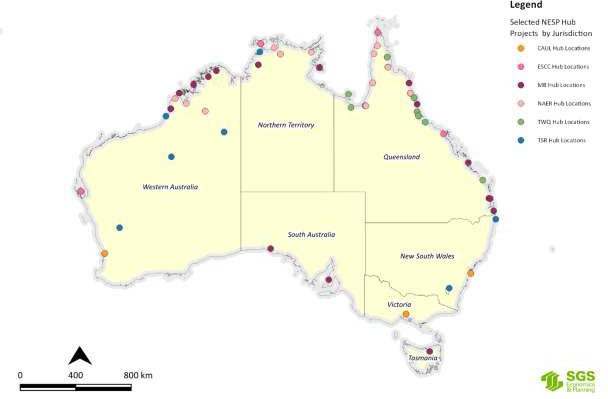 Legend
Selected NESP Hub
Projects by Jurisdiction
CAUL Hub Locations
ESCC Hub Locations
MB Hub Locations
NAER Hub Locations
TWQ Hub Locations
TSR Hub Locations
Northern Territory
Queensland
Western Australia
South Australia
New South Wales
Victoria
Tasmania
0 400 800 km
SGS
Economics
& Planning